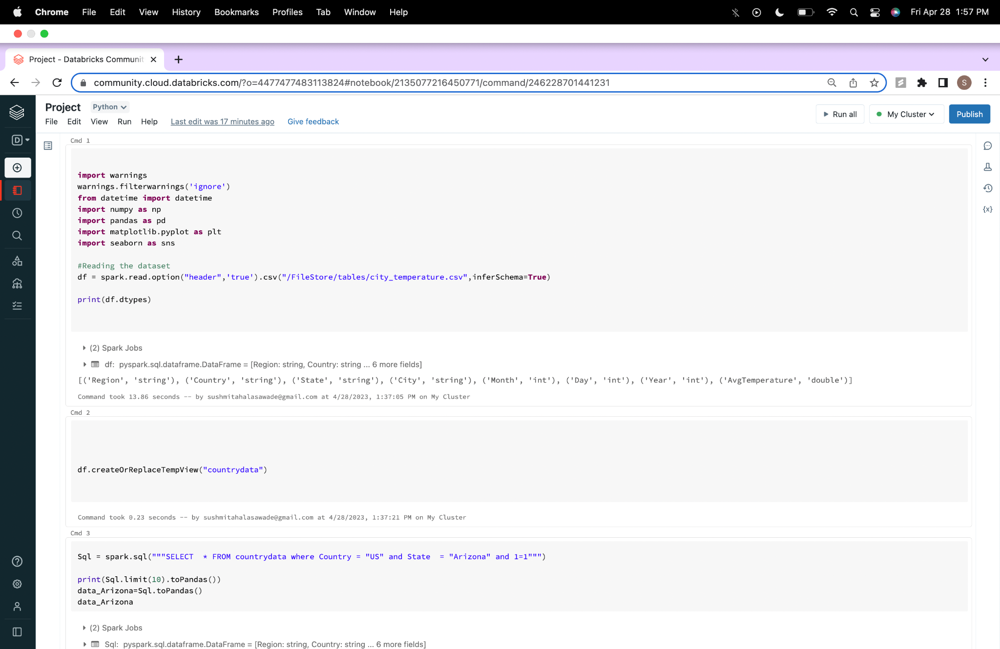 Chrome File Edit View History Bookmarks Profiles Tab Window Help Fri Apr 28 1:57 PM
Project - Databricks Communit
community.cloud.databricks.com/?o=4477477483113824#notebook/2135077216450771/command/246228701441231
S
Project Python
File Edit View Run Help Last edit was 17 minutes ago Give feedback
Run all My Cluster Publish
D
Cmd 1
import warnings
warnings.filterwarnings('ignore')
from datetime import datetime
import numpy as np
import pandas as pd
import matplotlib.pyplot as plt
import seaborn as sns
#Reading the dataset
df = spark.read.option("header",'true').csv("/FileStore/tables/city_temperature.csv",inferSchema=True)
print(df.dtypes)
(2) Spark Jobs
df: pyspark.sql.dataframe.DataFrame = [Region: string, Country: string ... 6 more fields]
[('Region', 'string'), ('Country', 'string'), ('State', 'string'), ('City', 'string'), ('Month', 'int'), ('Day', 'int'), ('Year', 'int'), ('AvgTemperature', 'double')]
Command took 13.86 seconds -- by sushmitahalasawade@gmail.com at 4/28/2023, 1:37:05 PM on My Cluster
Cmd 2
df.createOrReplaceTempView("countrydata")
Command took 0.23 seconds -- by sushmitahalasawade@gmail.com at 4/28/2023, 1:37:21 PM on My Cluster
Cmd 3
Sql = spark.sql("""SELECT  * FROM countrydata where Country = "US" and State  = "Arizona" and 1=1""")
print(Sql.limit(10).toPandas())
data_Arizona=Sql.toPandas()
data_Arizona
(2) Spark Jobs
Sql: pyspark.sql.dataframe.DataFrame = [Region: string, Country: string ... 6 more fields]
{x}